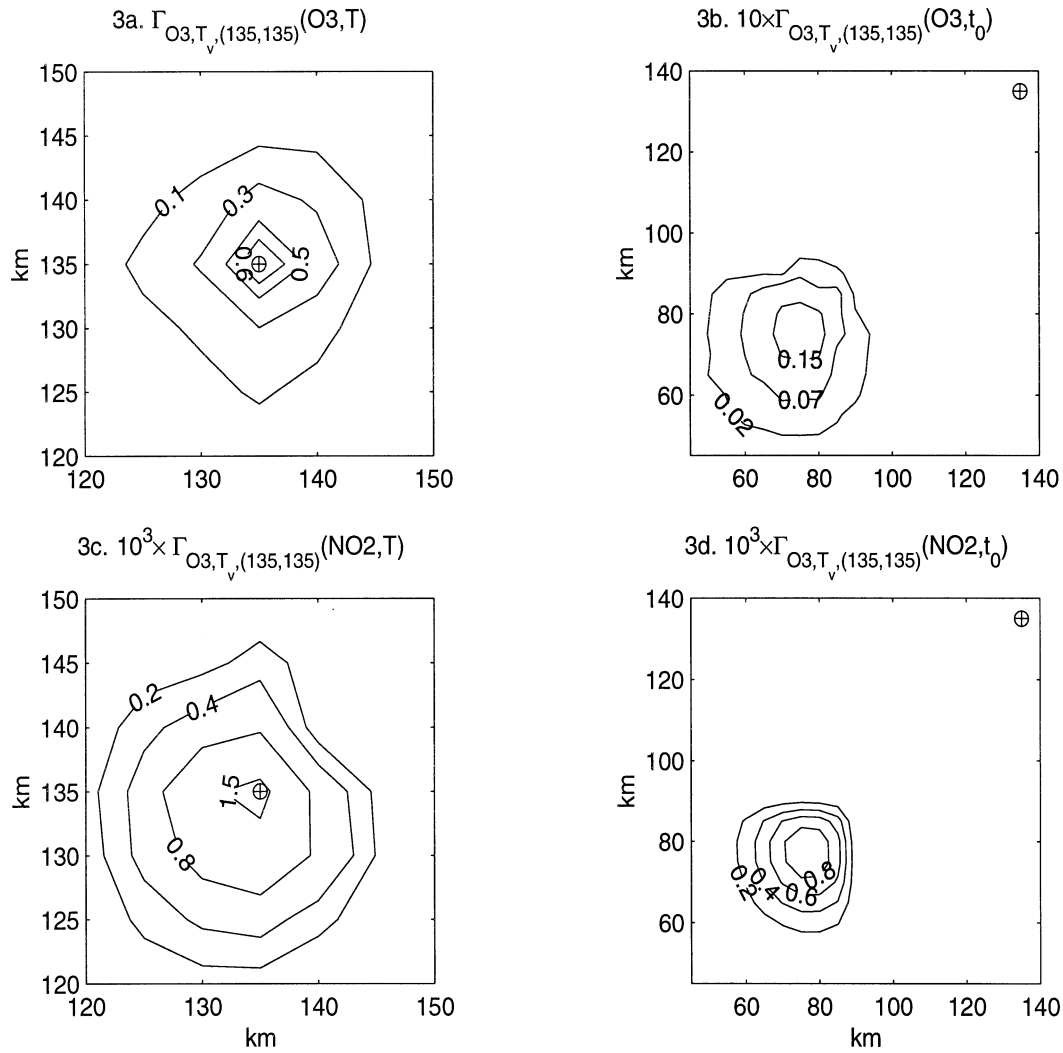 3a. Γ_{O3,T_v,(135,135)}(O3,T)
150
145
140
135
130
125
120
km
0.1
0.3
0.9
0.5
120 130 140 150
3b. 10×Γ_{O3,T_v,(135,135)}(O3,t_0)
140
120
100
80
60
km
0.15
0.07
0.02
60 80 100 120 140
3c. 10^3× Γ_{O3,T_v,(135,135)}(NO2,T)
150
145
140
135
130
125
120
km
0.2
0.4
1.5
0.8
120 130 140 150
km
3d. 10^3×Γ_{O3,T_v,(135,135)}(NO2,t_0)
140
120
100
80
60
km
0.2
0.4
0.6
0.8
60 80 100 120 140
km